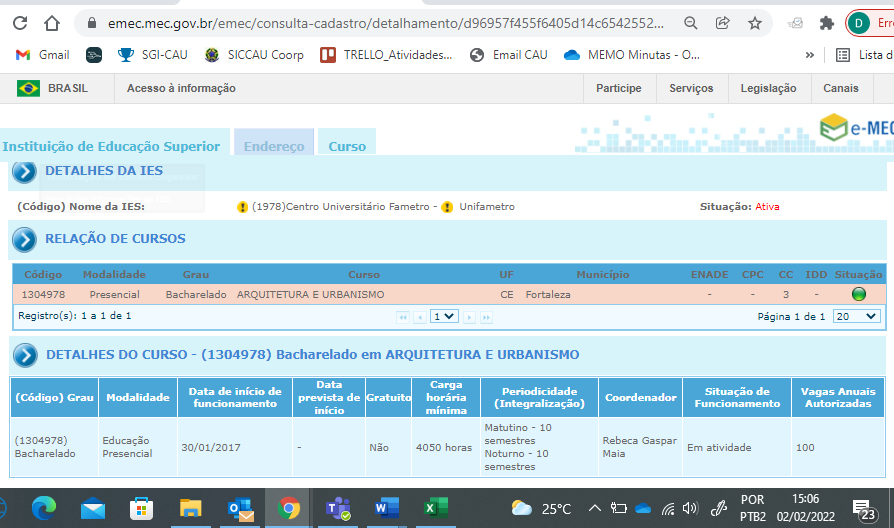 emec.mec.gov.br/emec/consulta-cadastro/detalhamento/d96957f455f6405d14c6542552...
D Erro
Gmail SGI-CAU SICCAU Coorp TRELLO_Atividades... Email CAU MEMO Minutas - O... » Lista d
BRASIL Acesso à informação Participe Serviços Legislação Canais
e-MEC
Instituição de Educação Superior Endereço Curso
DETALHES DA IES
(Código) Nome da IES: (1978)Centro Universitário Fametro - Unifametro Situação: Ativa
RELAÇÃO DE CURSOS
Código Modalidade Grau Curso UF Município ENADE CPC CC IDD Situação
1304978 Presencial Bacharelado ARQUITETURA E URBANISMO CE Fortaleza - - 3 -
Registro(s): 1 a 1 de 1 1 Página 1 de 1 20
DETALHES DO CURSO - (1304978) Bacharelado em ARQUITETURA E URBANISMO
(Código) Grau Modalidade Data de início de funcionamento Data prevista de início Gratuito Carga horária mínima Periodicidade (Integralização) Coordenador Situação de Funcionamento Vagas Anuais Autorizadas
(1304978) Bacharelado Educação Presencial 30/01/2017 - Não 4050 horas Matutino - 10 semestres Noturno - 10 semestres Rebeca Gaspar Maia Em atividade 100
25°C POR PTB2 15:06 02/02/2022 23